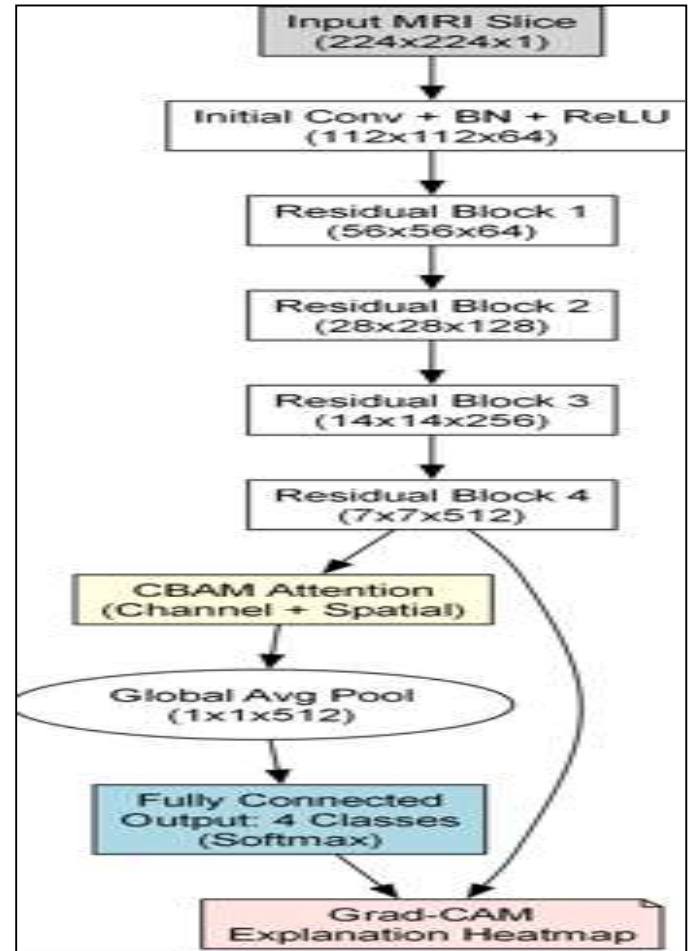 Input MRI Slice
(224x224x1)
Initial Conv + BN + ReLU
(112x112x64)
Residual Block 1
(56x56x64)
Residual Block 2
(28x28x128)
Residual Block 3
(14x14x256)
Residual Block 4
(7x7x512)
CBAM Attention
(Channel + Spatial)
Global Avg Pool
(1x1x512)
Fully Connected
Output: 4 Classes
(Softmax)
Grad-CAM
Explanation Heatmap